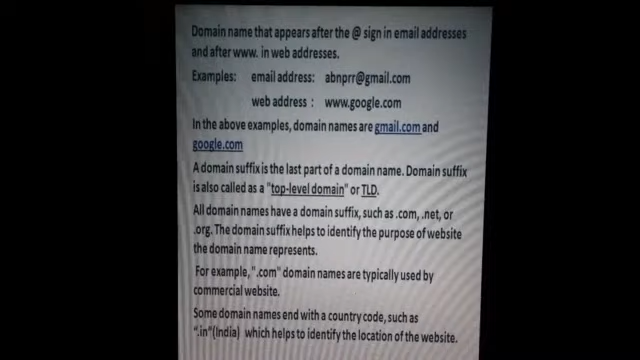 Domain name that appears after the @ sign in email addresses
and after www. in web addresses.
Examples: email address: abnprr@gmail.com
web address : www.google.com
In the above examples, domain names are gmail.com and
google.com
A domain suffix is the last part of a domain name. Domain suffix
is also called as a "top-level domain" or TLD.
All domain names have a domain suffix, such as .com, .net, or
.org. The domain suffix helps to identify the purpose of website
the domain name represents.
For example, ".com" domain names are typically used by
commercial website.
Some domain names end with a country code, such as
".in"(India) which helps to identify the location of the website.